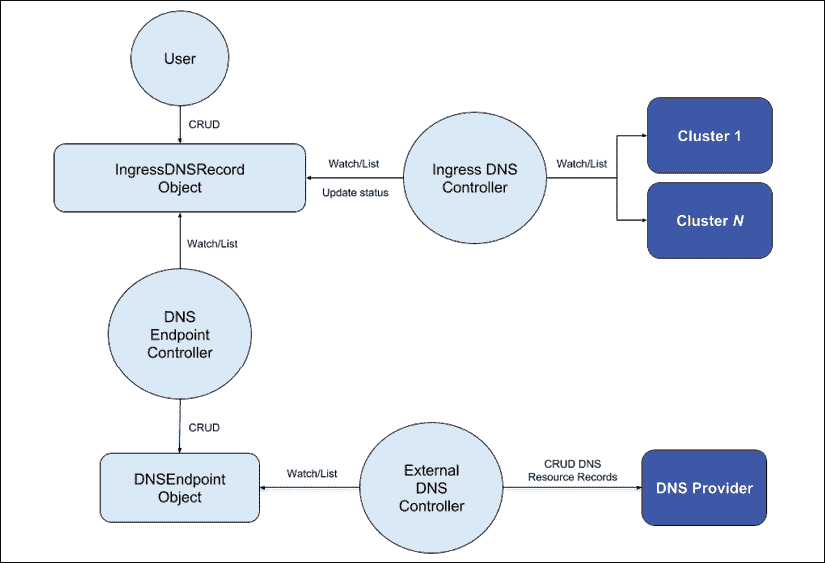 User
CRUD
IngressDNSRecord
Object
Watch/List
Update status
Ingress DNS
Controller
Watch/List
Cluster 1
Cluster N
Watch/List
DNS
Endpoint
Controller
CRUD
DNSEndpoint
Object
Watch/List
External
DNS
Controller
CRUD DNS
Resource Records
DNS Provider